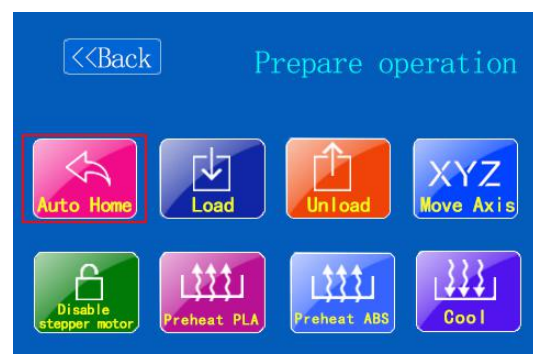 <<Back
Prepare operation
Auto Home
Load
Unload
XYZ
Move Axis
Disable
stepper motor
Preheat PLA
Preheat ABS
Cool